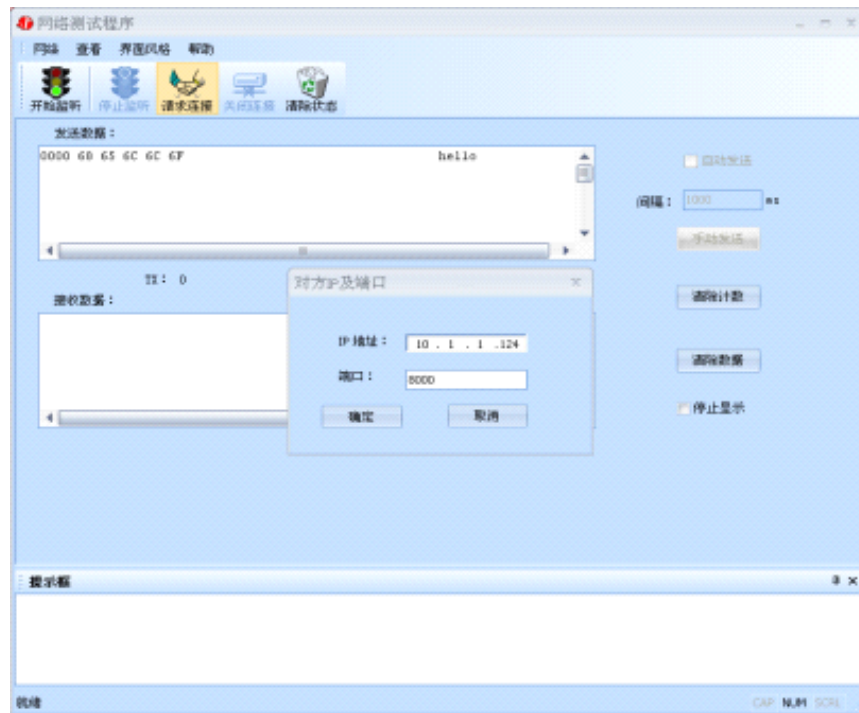 网络测试程序
网络 查看 界面风格 帮助
开始监听 停止监听 请求连接 关闭连接 清除状态
发送数据：
0000 68 65 6C 6C 6F hello
自动发送
间隔： 1000 ms
手动发送
TX： 0
接收数据：
清除计数
清除数据
停止显示
对方IP及端口
IP 地址： 10 . 1 . 1 .124
端口： 8000
确定 取消
提示框
就绪 CAP NUM SCRL